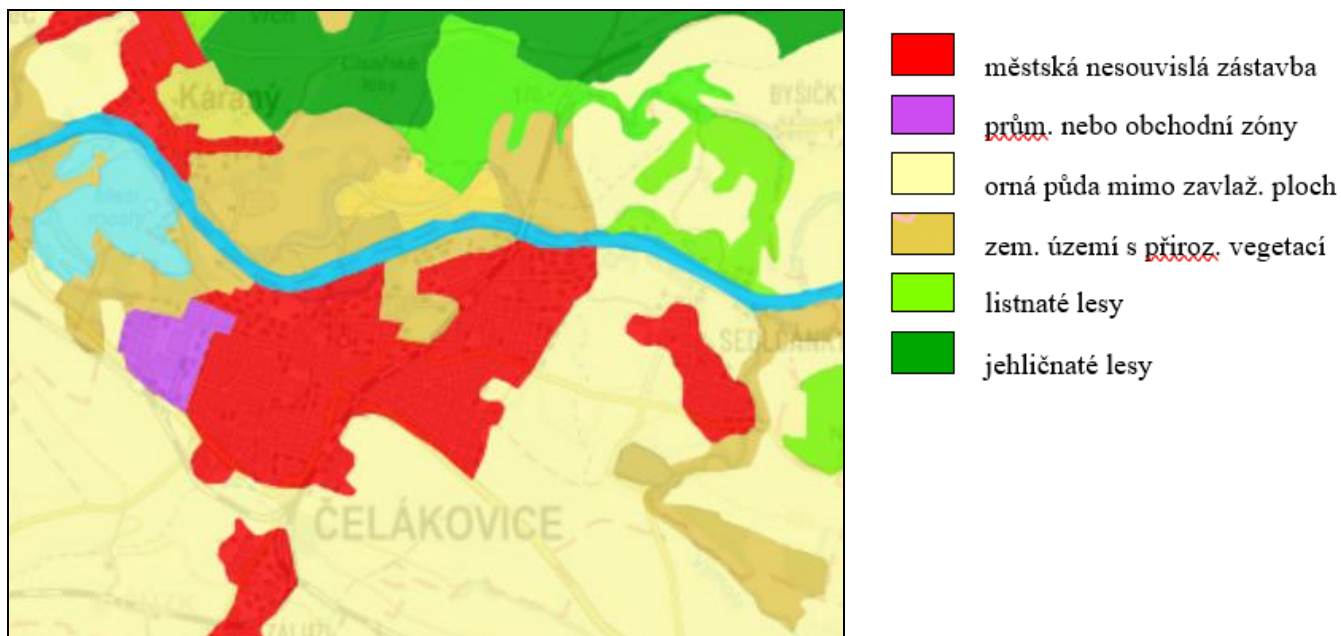 vrch
Císařské
lesy
Káraný
BYŠIČKY
SEDLČÁNKY
ČELÁKOVICE
městská nesouvislá zástavba
prům. nebo obchodní zóny
orná půda mimo zavlaž. ploch
zem. území s přiroz. vegetací
listnaté lesy
jehličnaté lesy